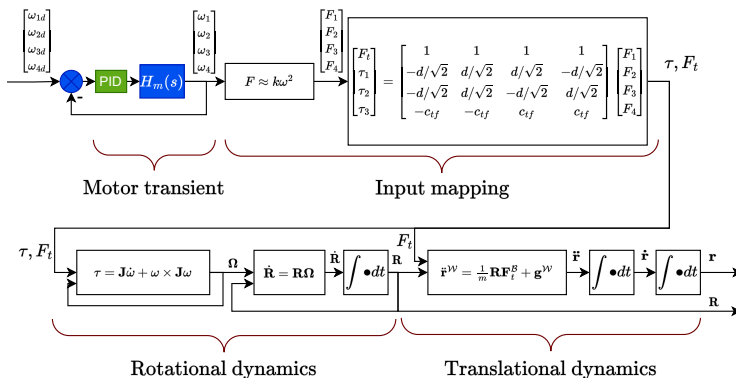 [ω1d ω2d ω3d ω4d]
-
PID
Hm(s)
[ω1 ω2 ω3 ω4]
F ≈ kω²
[F1 F2 F3 F4]
[Ft τ1 τ2 τ3] = [1 1 1 1
-d/√2 d/√2 d/√2 -d/√2
-d/√2 d/√2 -d/√2 d/√2
-ctf -ctf ctf ctf] [F1 F2 F3 F4]
τ, Ft
Motor transient
Input mapping
τ, Ft
τ = Jω̇ + ω × Jω
Ω
Ṙ = RΩ
Ṙ
∫ •dt
R
Ft
r̈^W = 1/m RFt^B + g^W
r̈
∫ •dt
ṙ
∫ •dt
r
R
Rotational dynamics
Translational dynamics